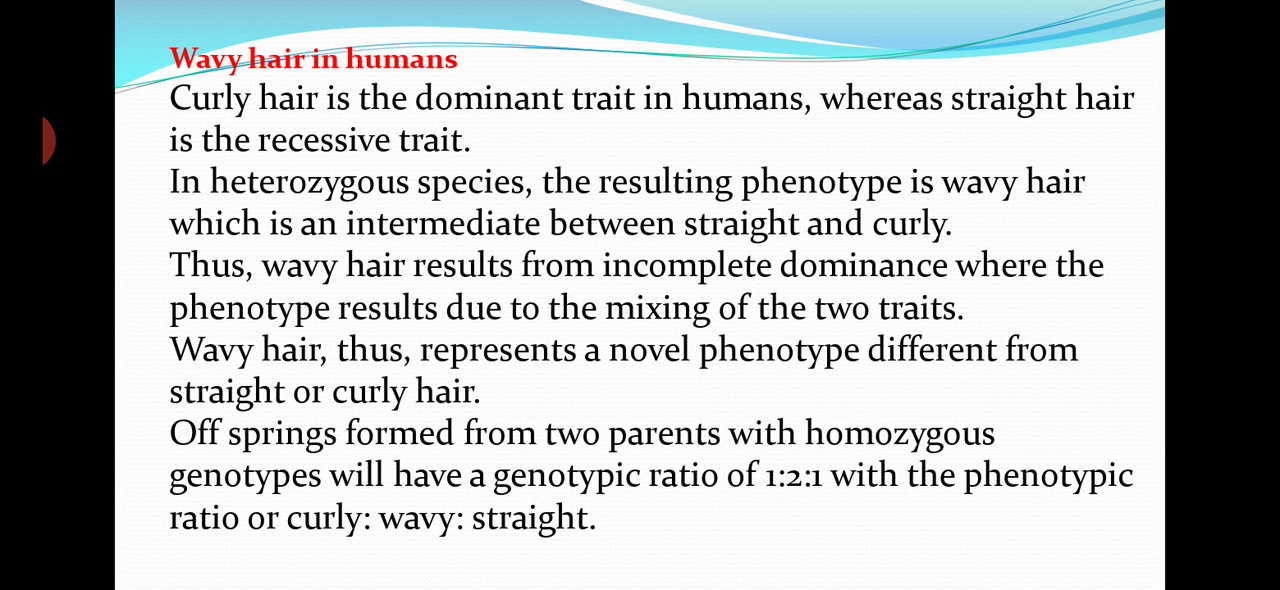 Wavy hair in humans
Curly hair is the dominant trait in humans, whereas straight hair
is the recessive trait.
In heterozygous species, the resulting phenotype is wavy hair
which is an intermediate between straight and curly.
Thus, wavy hair results from incomplete dominance where the
phenotype results due to the mixing of the two traits.
Wavy hair, thus, represents a novel phenotype different from
straight or curly hair.
Off springs formed from two parents with homozygous
genotypes will have a genotypic ratio of 1:2:1 with the phenotypic
ratio or curly: wavy: straight.